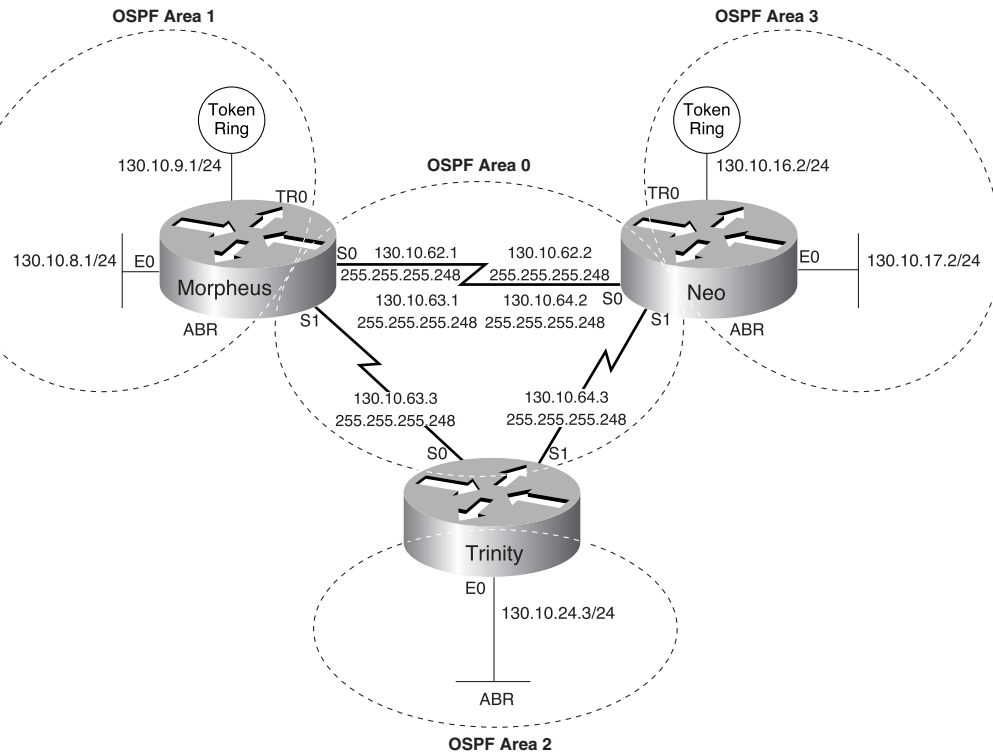 OSPF Area 1
OSPF Area 3
Token
Ring
Token
Ring
130.10.9.1/24
OSPF Area 0
130.10.16.2/24
TR0
TR0
S0
130.10.62.1
130.10.62.2
130.10.8.1/24
E0
255.255.255.248
255.255.255.248
E0
130.10.17.2/24
Morpheus
130.10.63.1
130.10.64.2
S0
Neo
ABR
S1
255.255.255.248
255.255.255.248
S1
ABR
130.10.63.3
130.10.64.3
255.255.255.248
255.255.255.248
S0
S1
Trinity
E0
130.10.24.3/24
ABR
OSPF Area 2